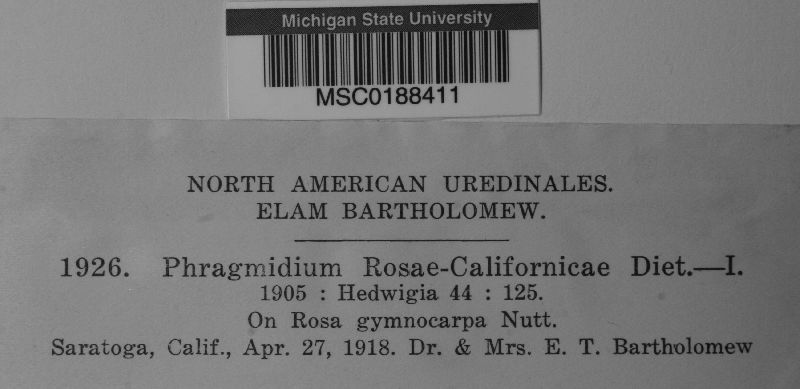 Michigan State University
MSC0188411
NORTH AMERICAN UREDINALES.
ELAM BARTHOLOMEW.
1926. Phragmidium Rosae-Californicae Diet.—I.
1905 : Hedwigia 44 : 125.
On Rosa gymnocarpa Nutt.
Saratoga, Calif., Apr. 27, 1918. Dr. & Mrs. E. T. Bartholomew